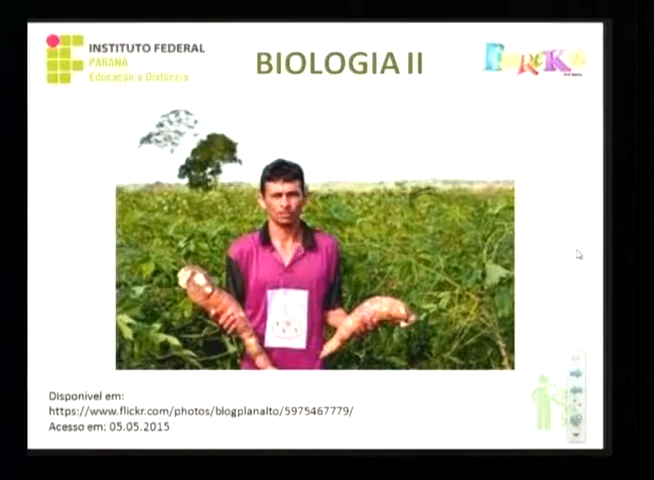 INSTITUTO FEDERAL
PARANÁ
Educação a Distância
BIOLOGIA II
EUREKA
Disponível em:
https://www.flickr.com/photos/blogplanalto/5975467779/
Acesso em: 05.05.2015